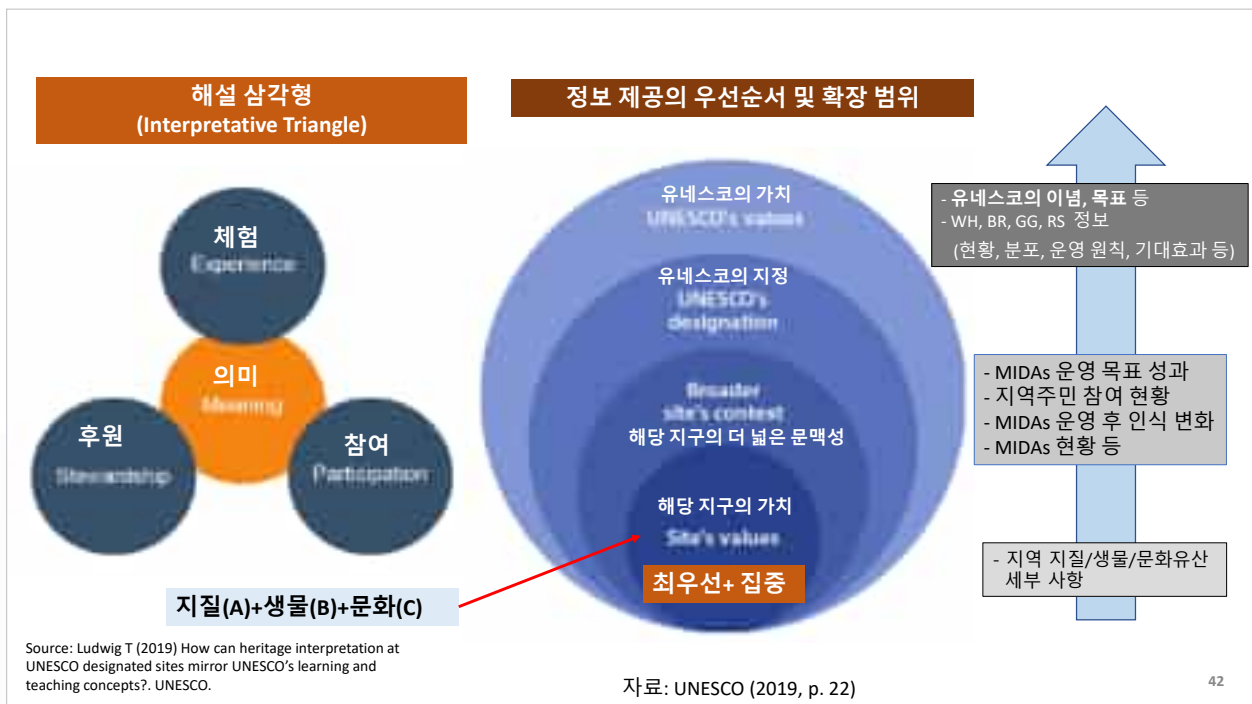 해설 삼각형
(Interpretative Triangle)
체험
Experience
의미
Meaning
후원
Stewardship
참여
Participation
지질(A)+생물(B)+문화(C)
Source: Ludwig T (2019) How can heritage interpretation at
UNESCO designated sites mirror UNESCO's learning and
teaching concepts?. UNESCO.
정보 제공의 우선순서 및 확장 범위
유네스코의 가치
UNESCO's values
유네스코의 지정
UNESCO's
designation
Broader
site's context
해당 지구의 더 넓은 문맥성
해당 지구의 가치
Site's values
최우선+ 집중
자료: UNESCO (2019, p. 22)
- 유네스코의 이념, 목표 등
- WH, BR, GG, RS 정보
(현황, 분포, 운영 원칙, 기대효과 등)
- MIDAs 운영 목표 성과
- 지역주민 참여 현황
- MIDAs 운영 후 인식 변화
- MIDAs 현황 등
- 지역 지질/생물/문화유산
세부 사항
42